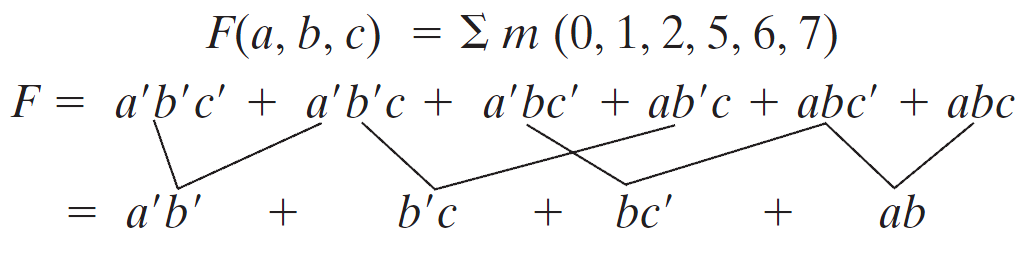 F(a, b, c) = Σ m (0, 1, 2, 5, 6, 7)
F = a′b′c′ + a′b′c + a′bc′ + ab′c + abc′ + abc
= a′b′ + b′c + bc′ + ab